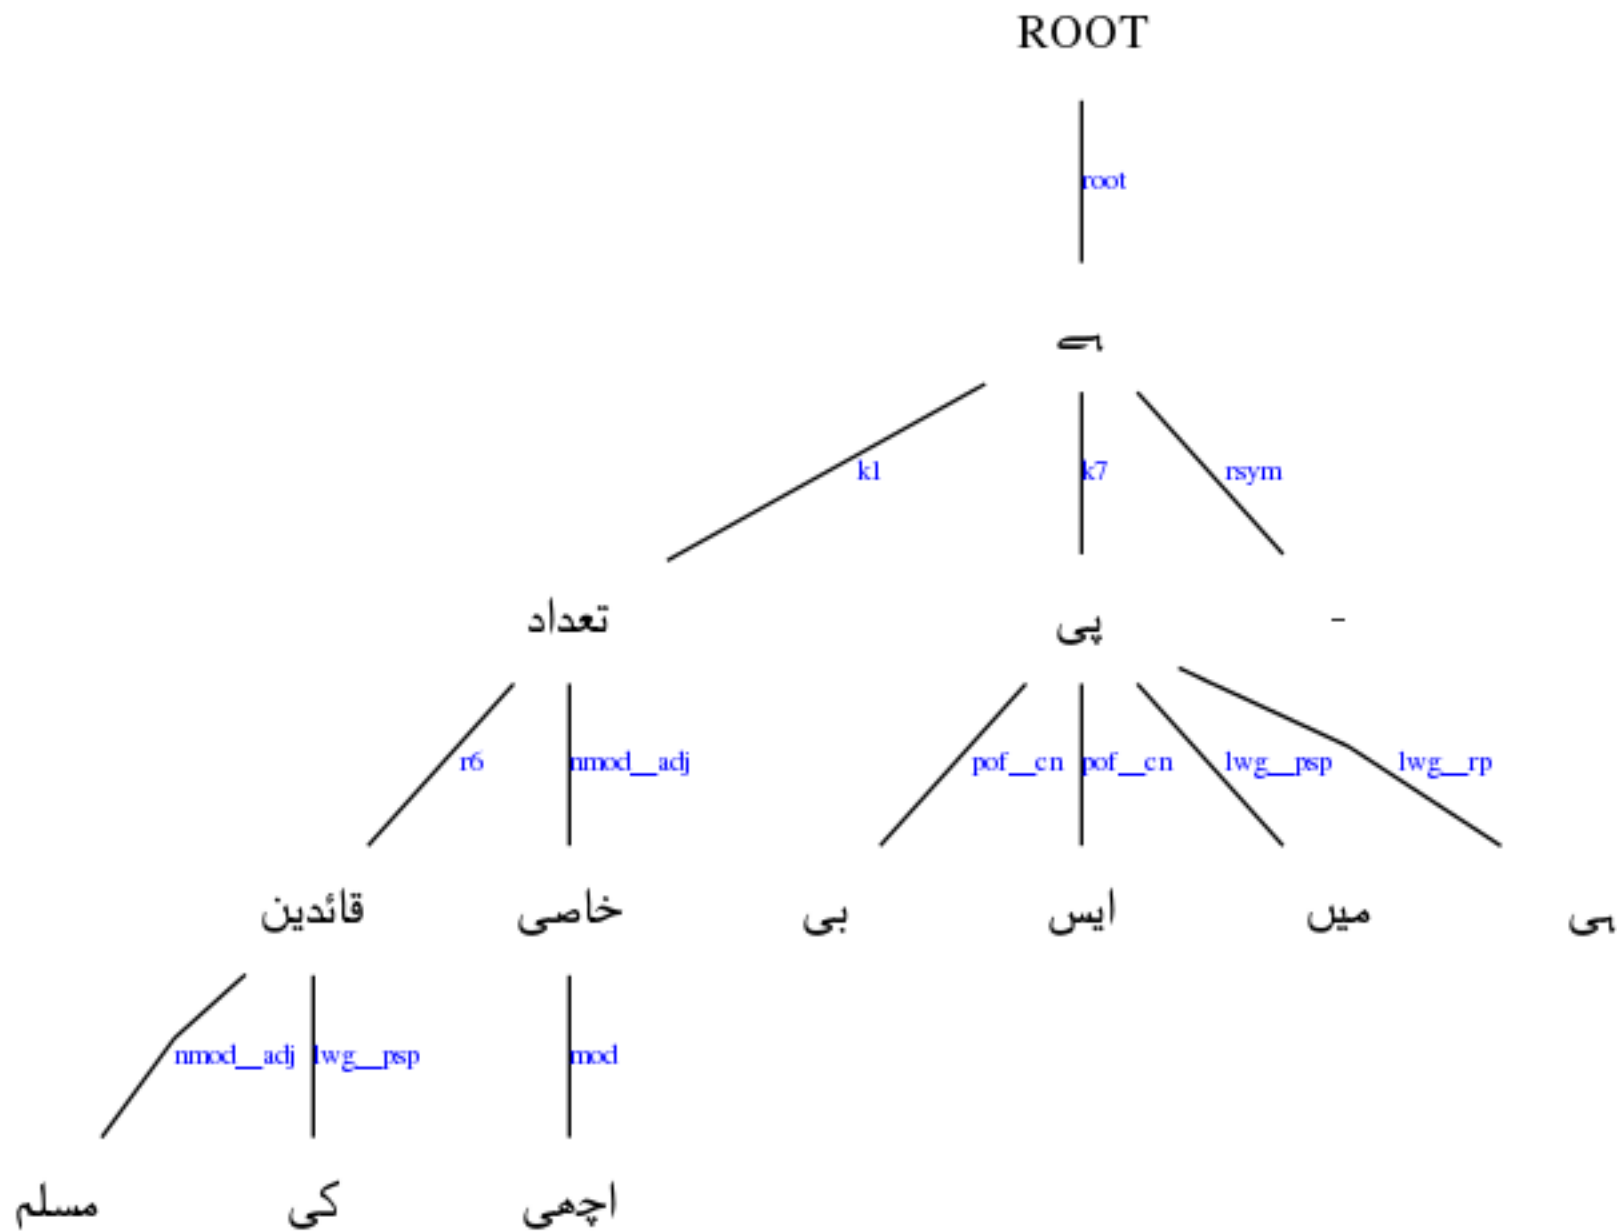 ROOT
root
ہے
k1 k7 rsym
تعداد پی -
r6 nmod__adj pof__cn pof__cn lwg__psp lwg__rp
قائدین خاصی بی ایس میں ہی
nmod__adj lwg__psp mod
مسلم کی اچھی